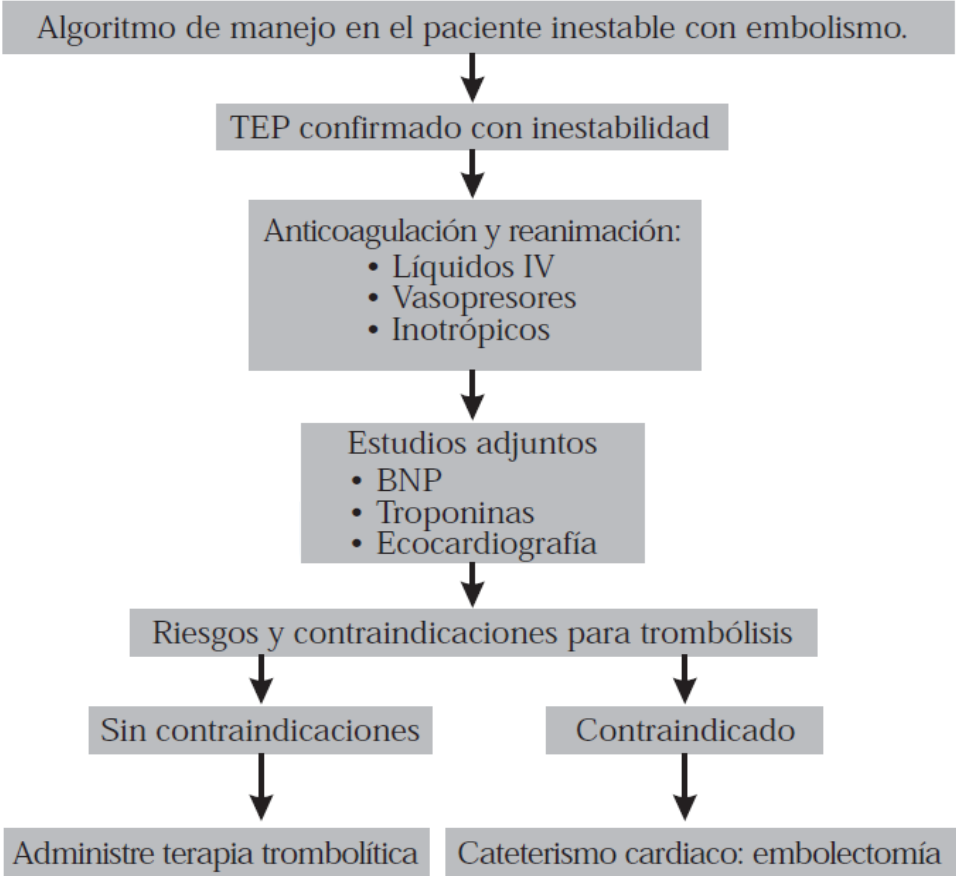 Algoritmo de manejo en el paciente inestable con embolismo.
TEP confirmado con inestabilidad
Anticoagulación y reanimación:
• Líquidos IV
• Vasopresores
• Inotrópicos
Estudios adjuntos
• BNP
• Troponinas
• Ecocardiografía
Riesgos y contraindicaciones para trombólisis
Sin contraindicaciones
Contraindicado
Administre terapia trombolítica
Cateterismo cardiaco: embolectomía